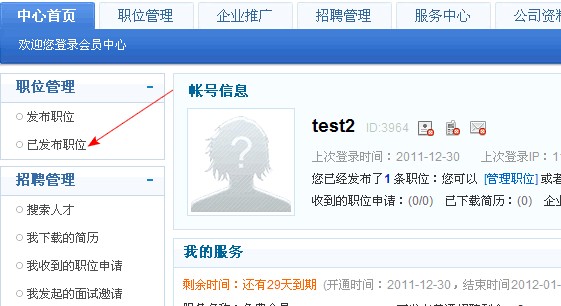 中心首页 职位管理 企业推广 招聘管理 服务中心 公司资
欢迎您登录会员中心
职位管理
发布职位
已发布职位
招聘管理
搜索人才
我下载的简历
我收到的职位申请
我发起的面试邀请
帐号信息
?
test2 ID:3964
上次登录时间：2011-12-30 上次登录IP：1
您已经发布了1条职位：您可以 [管理职位] 或者
收到的职位申请：(0/0) 已下载简历：(0) 企
我的服务
剩余时间：还有29天到期 (开通时间：2011-12-30，结束时间2012-01-